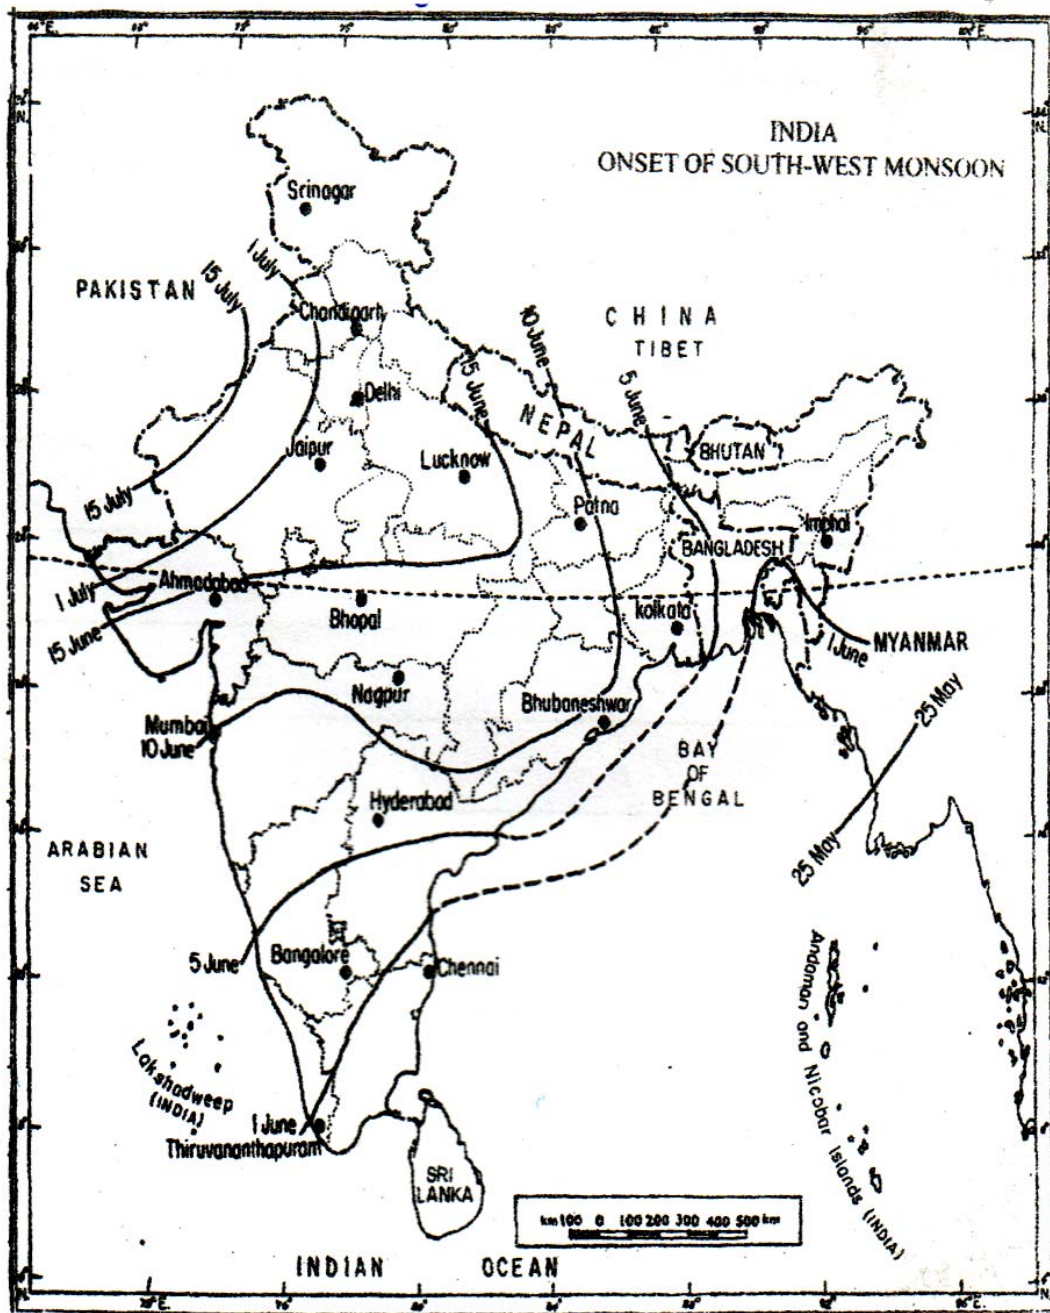 INDIA
ONSET OF SOUTH-WEST MONSOON
Srinagar
1 July
15 July
PAKISTAN
Chandigarh
CHINA
TIBET
10 June
15 June
5 June
Delhi
NEPAL
BHUTAN
Jaipur
Lucknow
15 July
Patna
Imphal
BANGLADESH
1 July
Ahmadabad
15 June
Bhopal
kolkata
1 June
MYANMAR
Nagpur
Bhubaneshwar
25 May
Mumbai
10 June
BAY
OF
BENGAL
Hyderabad
ARABIAN
SEA
25 May
5 June
Bangalore
Chennai
Andaman and Nicobar Islands (INDIA)
Lakshadweep
(INDIA)
1 June
Thiruvananthapuram
SRI
LANKA
km 100 0 100 200 300 400 500 km
INDIAN OCEAN